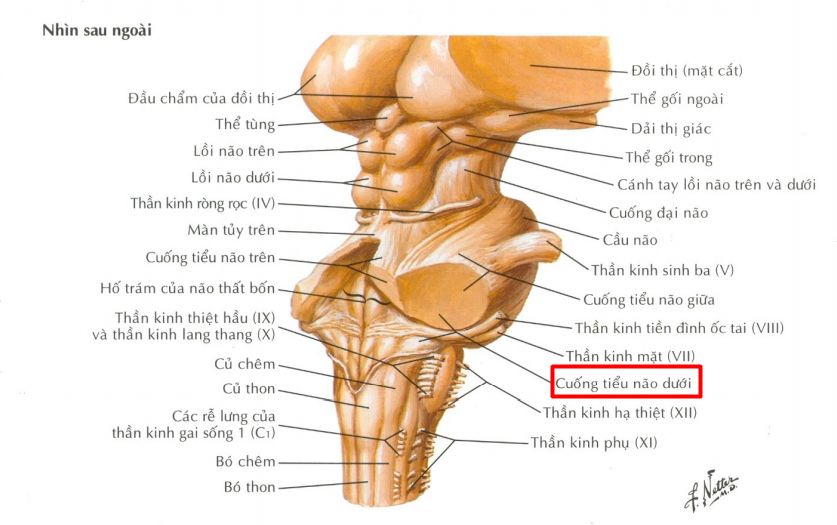 Nhìn sau ngoài
Đầu chẩm của đồi thị
Thể tùng
Lồi não trên
Lồi não dưới
Thần kinh ròng rọc (IV)
Màn tủy trên
Cuống tiểu não trên
Hố trám của não thất bốn
Thần kinh thiệt hầu (IX)
và thần kinh lang thang (X)
Củ chêm
Củ thon
Các rễ lưng của
thần kinh gai sống 1 (C1)
Bó chêm
Bó thon
Đồi thị (mặt cắt)
Thể gối ngoài
Dải thị giác
Thể gối trong
Cánh tay lồi não trên và dưới
Cuống đại não
Cầu não
Thần kinh sinh ba (V)
Cuống tiểu não giữa
Thần kinh tiền đình ốc tai (VIII)
Thần kinh mặt (VII)
Cuống tiểu não dưới
Thần kinh hạ thiệt (XII)
Thần kinh phụ (XI)
F. Netter
M.D.